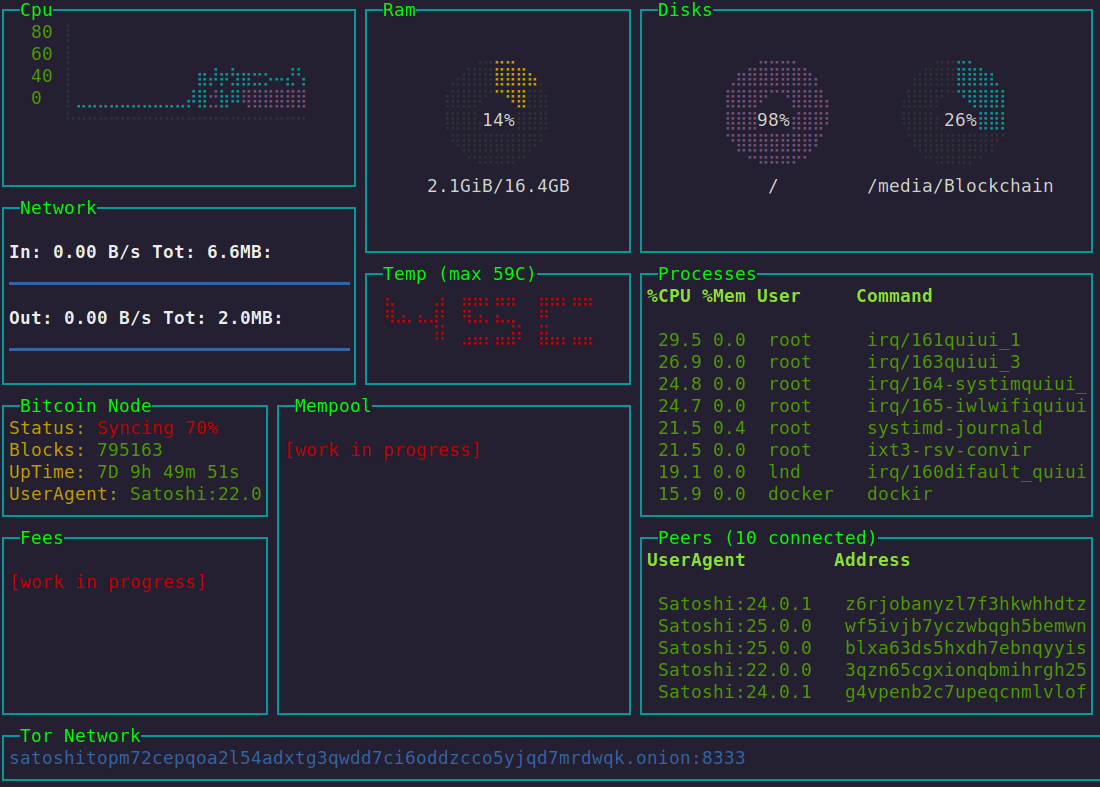 Cpu
80
60
40
0
Ram
14%
2.1GiB/16.4GB
Disks
98%
26%
/
/media/Blockchain
Network
In: 0.00 B/s Tot: 6.6MB:
Out: 0.00 B/s Tot: 2.0MB:
Temp (max 59C)
45C
Processes
%CPU %Mem User Command
29.5 0.0 root irq/161quiui_1
26.9 0.0 root irq/163quiui_3
24.8 0.0 root irq/164-systimquiui_
24.7 0.0 root irq/165-iwlwifiquiui
21.5 0.4 root systimd-journald
21.5 0.0 root ixt3-rsv-convir
19.1 0.0 lnd irq/160difault_quiui
15.9 0.0 docker dockir
Bitcoin Node
Status: Syncing 70%
Blocks: 795163
UpTime: 7D 9h 49m 51s
UserAgent: Satoshi:22.0
Mempool
[work in progress]
Fees
[work in progress]
Peers (10 connected)
UserAgent Address
Satoshi:24.0.1 z6rjobanyzl7f3hkwhhdtz
Satoshi:25.0.0 wf5ivjb7yczwbqgh5bemwn
Satoshi:25.0.0 blxa63ds5hxdh7ebnqyyis
Satoshi:22.0.0 3qzn65cgxionqbmihrgh25
Satoshi:24.0.1 g4vpenb2c7upeqcnmlvlof
Tor Network
satoshitopm72cepqoa2l54adxtg3qwdd7ci6oddzcco5yjqd7mrdwqk.onion:8333